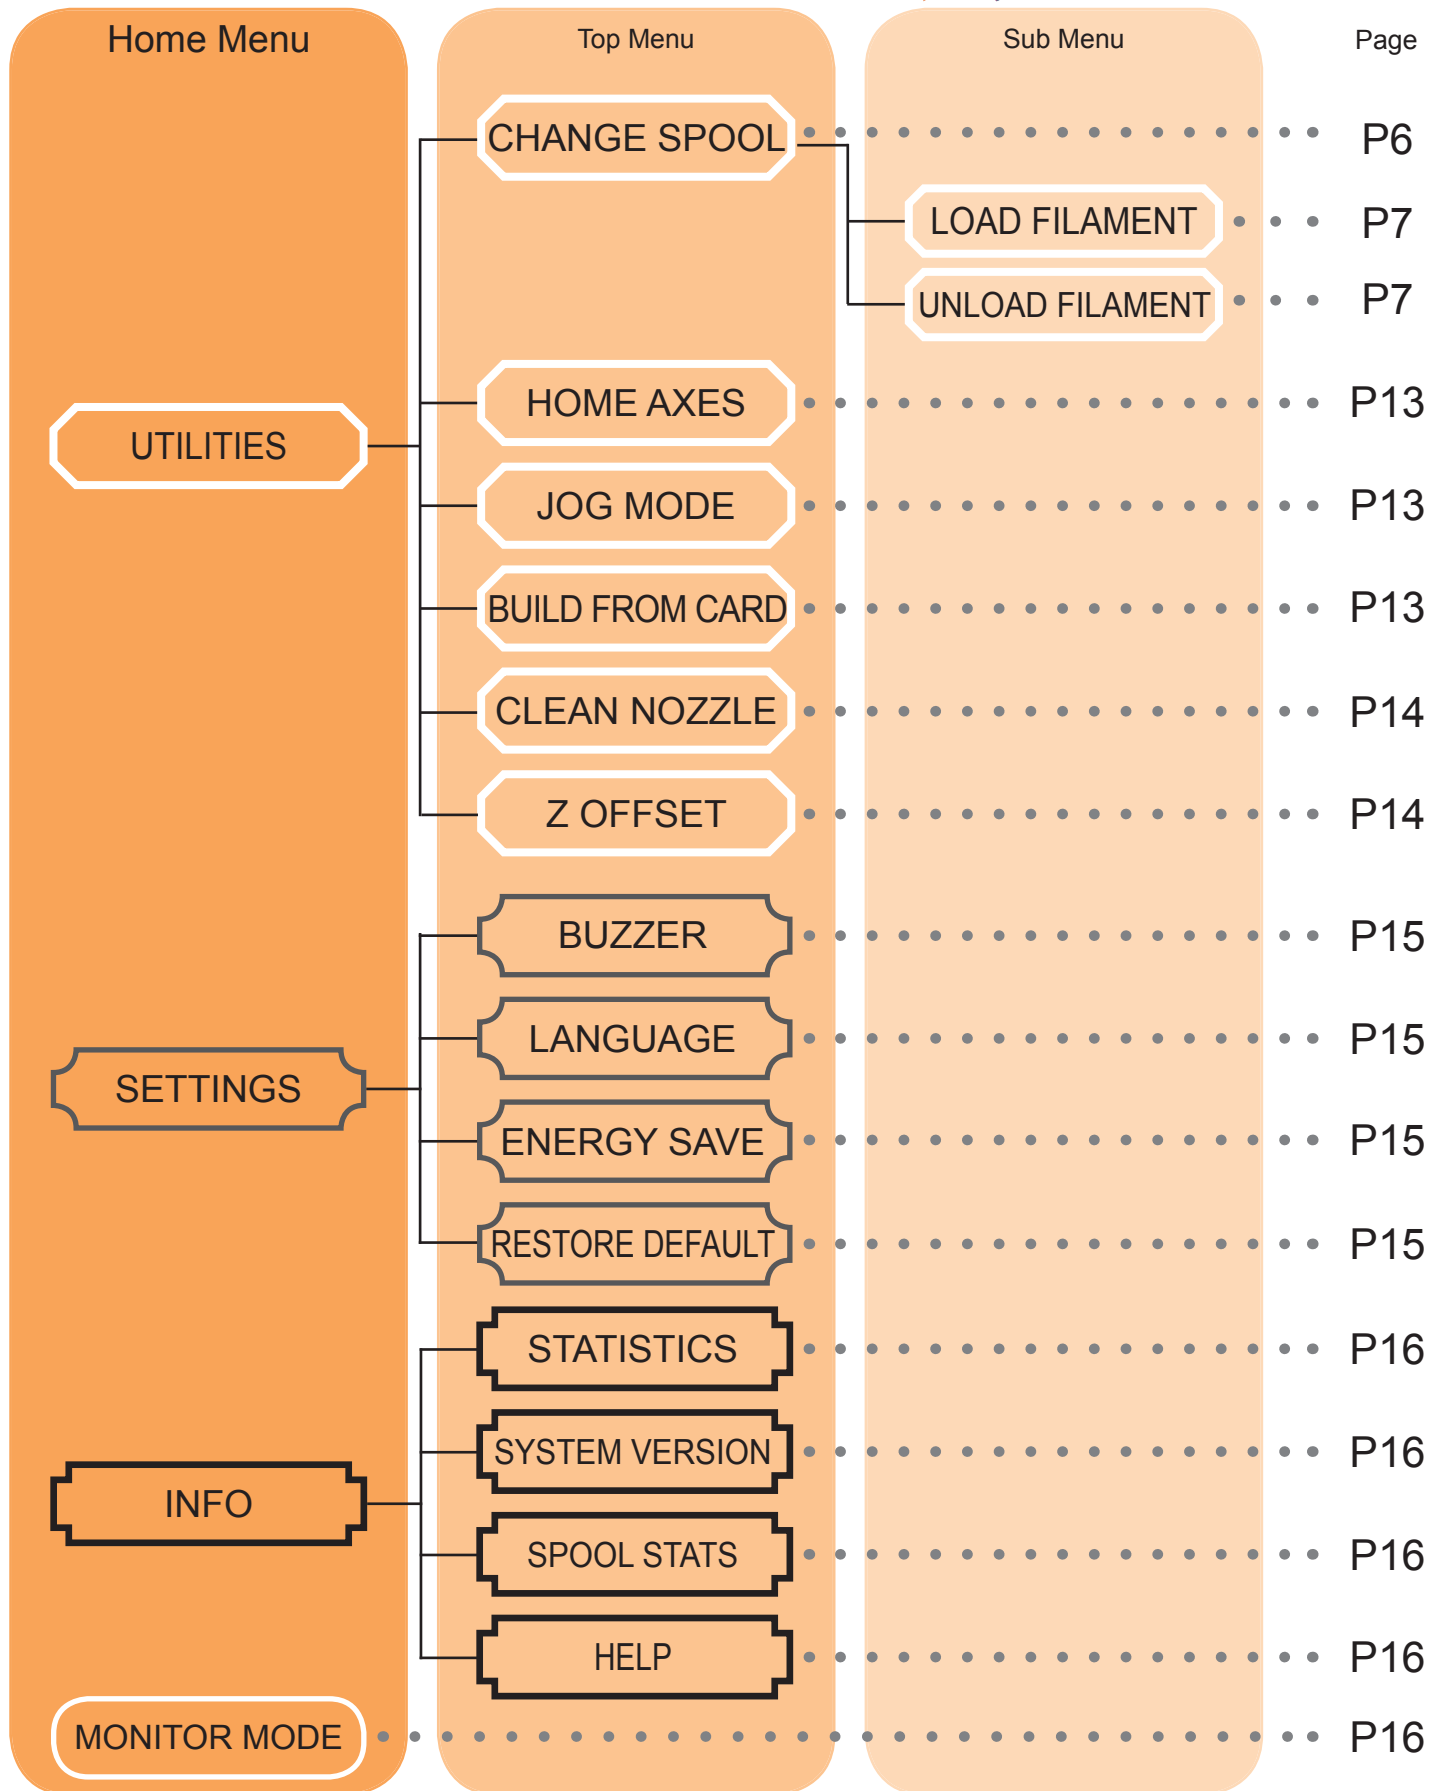 Home Menu Top Menu Sub Menu Page
CHANGE SPOOL P6
LOAD FILAMENT P7
UNLOAD FILAMENT P7
HOME AXES P13
UTILITIES
JOG MODE P13
BUILD FROM CARD P13
CLEAN NOZZLE P14
Z OFFSET P14
BUZZER P15
LANGUAGE P15
SETTINGS
ENERGY SAVE P15
RESTORE DEFAULT P15
STATISTICS P16
SYSTEM VERSION P16
INFO
SPOOL STATS P16
HELP P16
MONITOR MODE P16